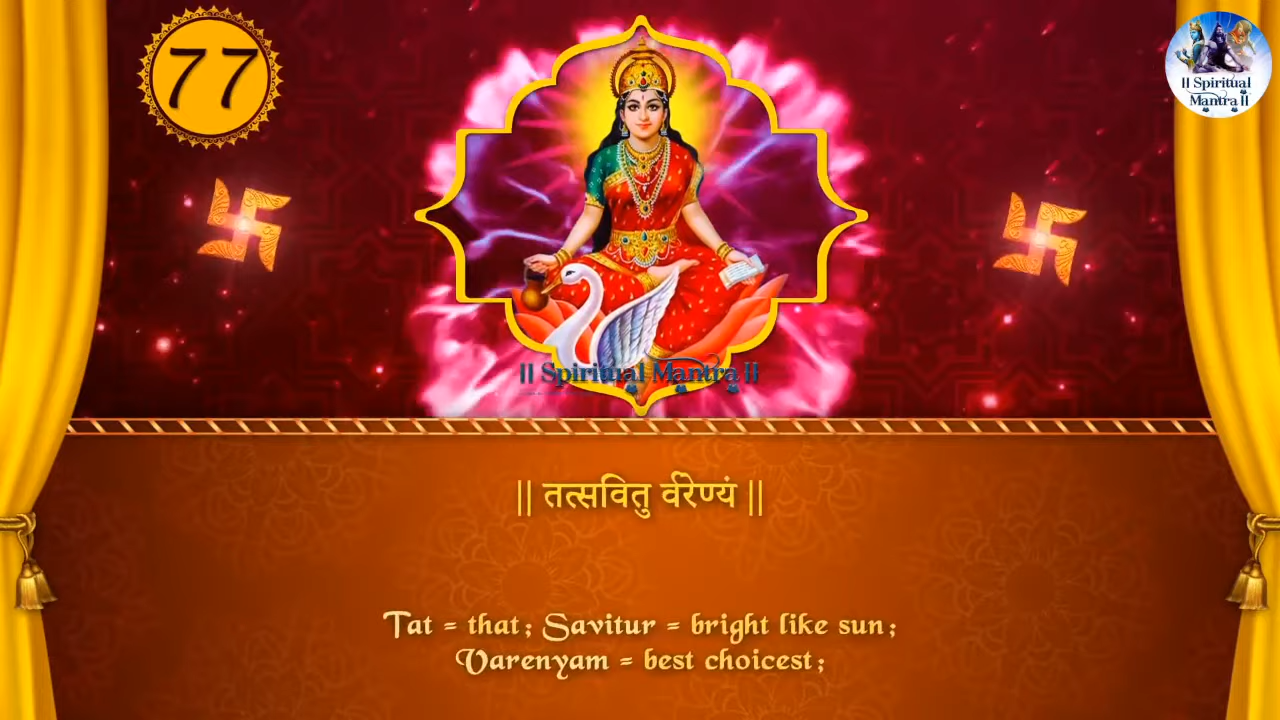 77
|| Spiritual
Mantra ||
|| Spiritual Mantra ||
|| तत्सवितु र्वरेण्यं ||
Tat = that; Savitur = bright like sun;
Varenyam = best choicest;